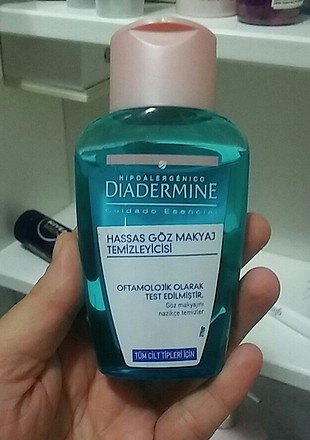 HIPOALERGÉNICO
DIADERMINE
Cuidado Esencial
HASSAS GÖZ MAKYAJ
TEMİZLEYİCİSİ
OFTAMOLOJİK OLARAK
TEST EDİLMİŞTİR.
Göz makyajını
nazikçe temizler
TÜM CİLT TİPLERİ İÇİN
NIVEA